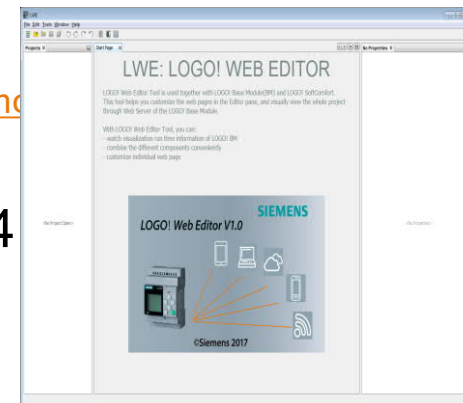 LWE
File Edit Tools Window Help
Projects
Start Page
No Properties
LWE: LOGO! WEB EDITOR
LOGO! Web Editor Tool is used together with LOGO! Base Module(BM) and LOGO! SoftComfort.
This tool helps you customize the web pages in the Editor pane, and visually view the whole project
through Web Server of the LOGO! Base Module.
With LOGO! Web Editor Tool, you can:
- watch visualization run time information of LOGO! BM
- combine the different components conveniently
- customize individual web page
4
<No Project Open>
<No Properties>
SIEMENS
LOGO! Web Editor V1.0
©Siemens 2017